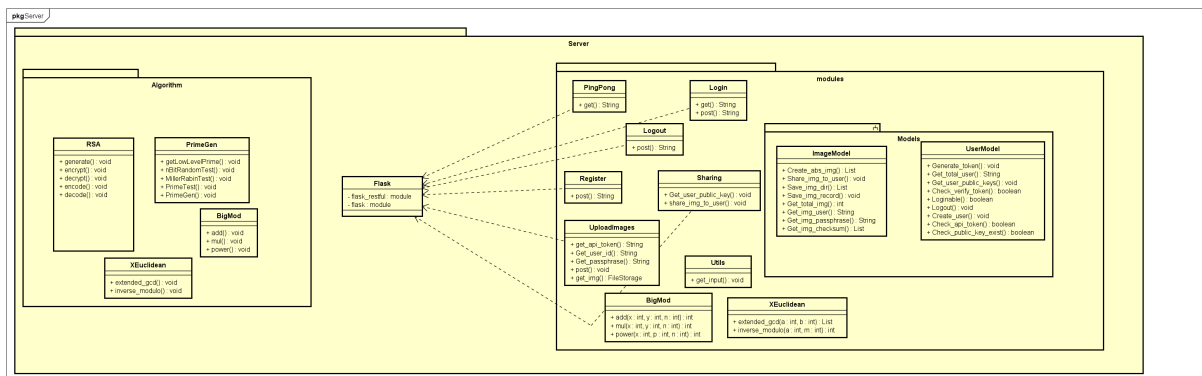 pkg Server
Server
Algorithm
RSA
+ generate() : void
+ encrypt() : void
+ decrypt() : void
+ encode() : void
+ decode() : void
PrimeGen
+ getLowLevelPrime() : void
+ nBitRandomTest() : void
+ MillerRabinTest() : void
+ PrimeTest() : void
+ PrimeGen() : void
BigMod
+ add() : void
+ mul() : void
+ power() : void
XEuclidean
+ extended_gcd() : void
+ inverse_modulo() : void
Flask
- flask_restful : module
- flask : module
modules
PingPong
+ get() : String
Login
+ get() : String
+ post() : String
Logout
+ post() : String
Register
+ post() : String
Sharing
+ Get_user_public_key() : void
+ share_img_to_user() : void
UploadImages
+ get_api_token() : String
+ Get_user_id() : String
+ Get_passphrase() : String
+ post() : void
+ get_img() : FileStorage
Utils
+ get_input() : void
BigMod
+ add(x : int, y : int, n : int) : int
+ mul(x : int, y : int, n : int) : int
+ power(x : int, p : int, n : int) : int
XEuclidean
+ extended_gcd(a : int, b : int) : List
+ inverse_modulo(a : int, m : int) : int
Models
ImageModel
+ Create_abs_img() : List
+ Share_img_to_user() : void
+ Save_img_dir() : List
+ Save_img_record() : void
+ Get_total_img() : int
+ Get_img_user() : String
+ Get_img_passphrase() : String
+ Get_img_checksum() : List
UserModel
+ Generate_token() : void
+ Get_total_user() : String
+ Get_user_public_keys() : void
+ Check_verify_token() : boolean
+ Loginable() : boolean
+ Logout() : void
+ Create_user() : void
+ Check_api_token() : boolean
+ Check_public_key_exist() : boolean